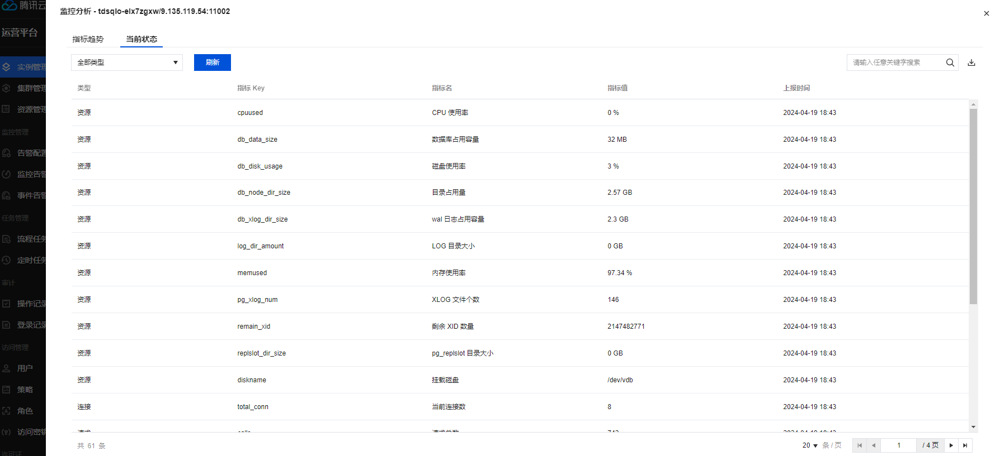 腾讯云
运营平台
实例管理
集群管理
资源管理
监控管理
告警配置
监控告警
事件告警
任务管理
流程任务
定时任务
审计
操作记录
登录记录
访问管理
用户
策略
角色
访问密钥
许可证
监控分析 - tdsqlo-elx7zgxw/9.135.119.54:11002
指标趋势 当前状态
全部类型 刷新 请输入任意关键字搜索
类型 指标 Key 指标名 指标值 上报时间
资源 cpuused CPU 使用率 0 % 2024-04-19 18:43
资源 db_data_size 数据库占用容量 32 MB 2024-04-19 18:43
资源 db_disk_usage 磁盘使用率 3 % 2024-04-19 18:43
资源 db_node_dir_size 目录占用量 2.57 GB 2024-04-19 18:43
资源 db_xlog_dir_size wal 日志占用容量 2.3 GB 2024-04-19 18:43
资源 log_dir_amount LOG 目录大小 0 GB 2024-04-19 18:43
资源 memused 内存使用率 97.34 % 2024-04-19 18:43
资源 pg_xlog_num XLOG 文件个数 146 2024-04-19 18:43
资源 remain_xid 剩余 XID 数量 2147482771 2024-04-19 18:43
资源 replslot_dir_size pg_replslot 目录大小 0 GB 2024-04-19 18:43
资源 diskname 挂载磁盘 /dev/vdb 2024-04-19 18:43
连接 total_conn 当前连接数 8 2024-04-19 18:43
共 61 条 20 条 / 页 1 / 4 页